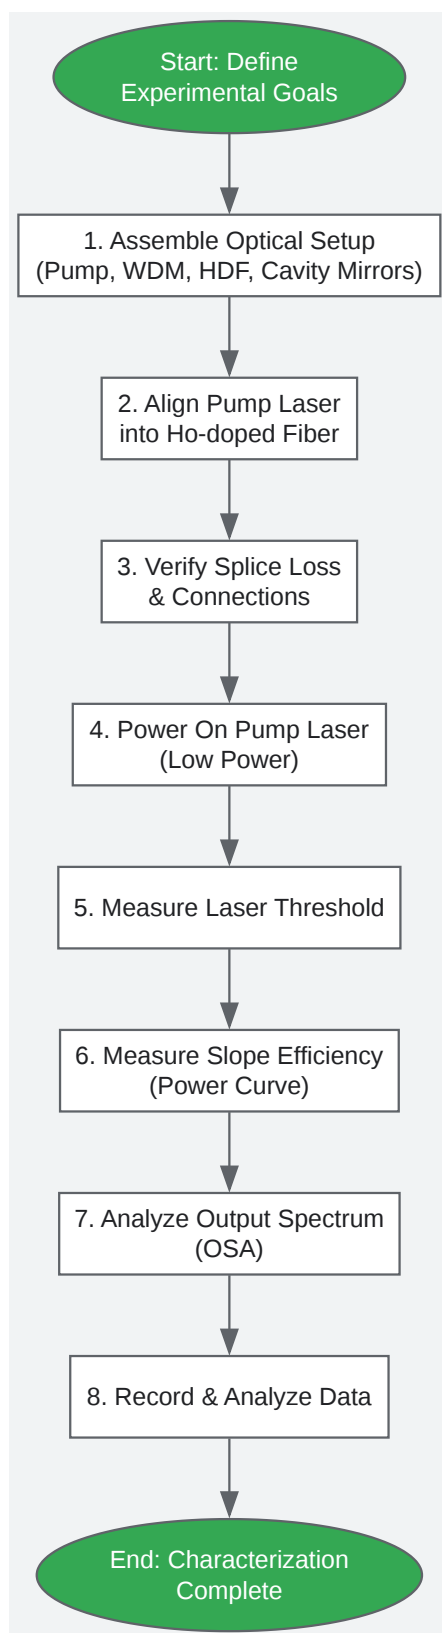 Start: Define
Experimental Goals
1. Assemble Optical Setup
(Pump, WDM, HDF, Cavity Mirrors)
2. Align Pump Laser
into Ho-doped Fiber
3. Verify Splice Loss
& Connections
4. Power On Pump Laser
(Low Power)
5. Measure Laser Threshold
6. Measure Slope Efficiency
(Power Curve)
7. Analyze Output Spectrum
(OSA)
8. Record & Analyze Data
End: Characterization
Complete